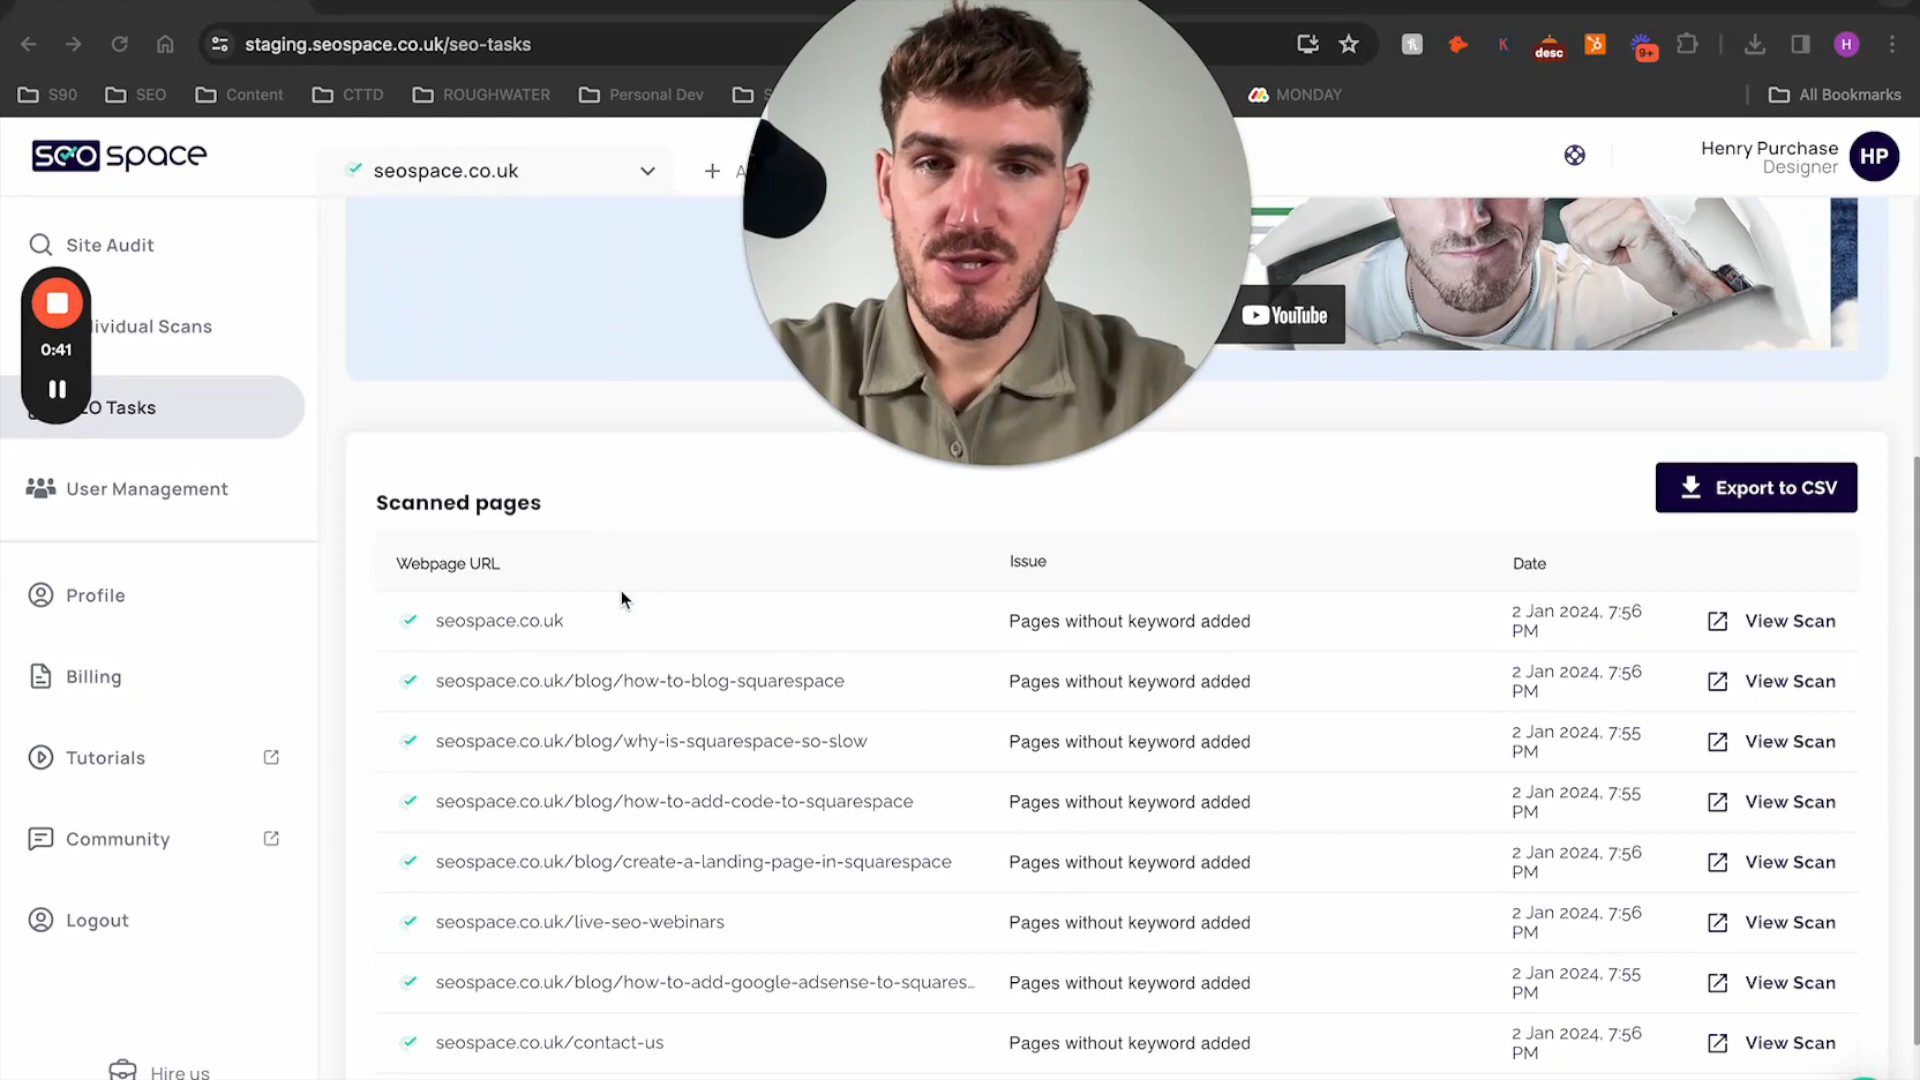 staging.seospace.co.uk/seo-tasks
K
desc
9+
H
S90
SEO
Content
CTTD
ROUGHWATER
Personal Dev
S
MONDAY
All Bookmarks
seo space
seospace.co.uk
A
Henry Purchase
Designer
HP
Site Audit
ividual Scans
0:41
O Tasks
User Management
Profile
Billing
Tutorials
Community
Logout
Hire us
YouTube
Export to CSV
Scanned pages
Webpage URL Issue Date
seospace.co.uk Pages without keyword added 2 Jan 2024, 7:56 PM View Scan
seospace.co.uk/blog/how-to-blog-squarespace Pages without keyword added 2 Jan 2024, 7:56 PM View Scan
seospace.co.uk/blog/why-is-squarespace-so-slow Pages without keyword added 2 Jan 2024, 7:55 PM View Scan
seospace.co.uk/blog/how-to-add-code-to-squarespace Pages without keyword added 2 Jan 2024, 7:55 PM View Scan
seospace.co.uk/blog/create-a-landing-page-in-squarespace Pages without keyword added 2 Jan 2024, 7:56 PM View Scan
seospace.co.uk/live-seo-webinars Pages without keyword added 2 Jan 2024, 7:56 PM View Scan
seospace.co.uk/blog/how-to-add-google-adsense-to-squares... Pages without keyword added 2 Jan 2024, 7:55 PM View Scan
seospace.co.uk/contact-us Pages without keyword added 2 Jan 2024, 7:56 PM View Scan